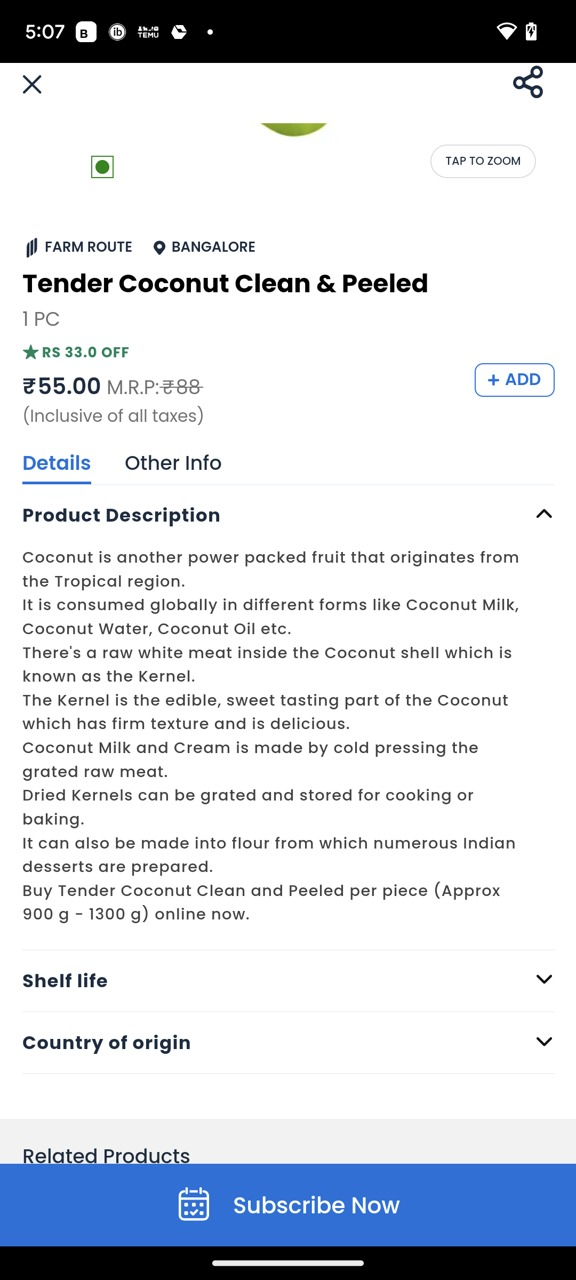 5:07
B
ib
TEMU
TAP TO ZOOM
FARM ROUTE
BANGALORE
Tender Coconut Clean & Peeled
1 PC
RS 33.0 OFF
₹55.00 M.R.P:₹88
+ ADD
(Inclusive of all taxes)
Details
Other Info
Product Description
Coconut is another power packed fruit that originates from
the Tropical region.
It is consumed globally in different forms like Coconut Milk,
Coconut Water, Coconut Oil etc.
There's a raw white meat inside the Coconut shell which is
known as the Kernel.
The Kernel is the edible, sweet tasting part of the Coconut
which has firm texture and is delicious.
Coconut Milk and Cream is made by cold pressing the
grated raw meat.
Dried Kernels can be grated and stored for cooking or
baking.
It can also be made into flour from which numerous Indian
desserts are prepared.
Buy Tender Coconut Clean and Peeled per piece (Approx
900 g - 1300 g) online now.
Shelf life
Country of origin
Related Products
Subscribe Now